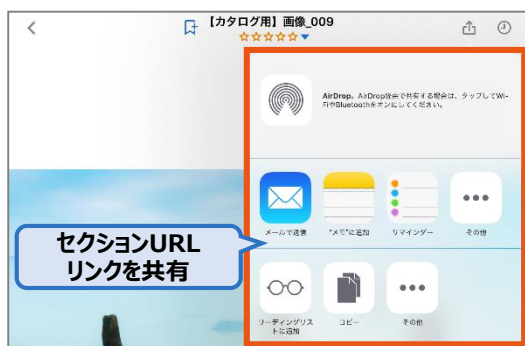 【カタログ用】画像_009
AirDrop。AirDrop経由で共有する場合は、タップしてWi-
FiやBluetoothをオンにしてください。
メールで送信
"メモ"に追加
リマインダー
その他
セクションURL
リンクを共有
リーディングリス
トに追加
コピー
その他